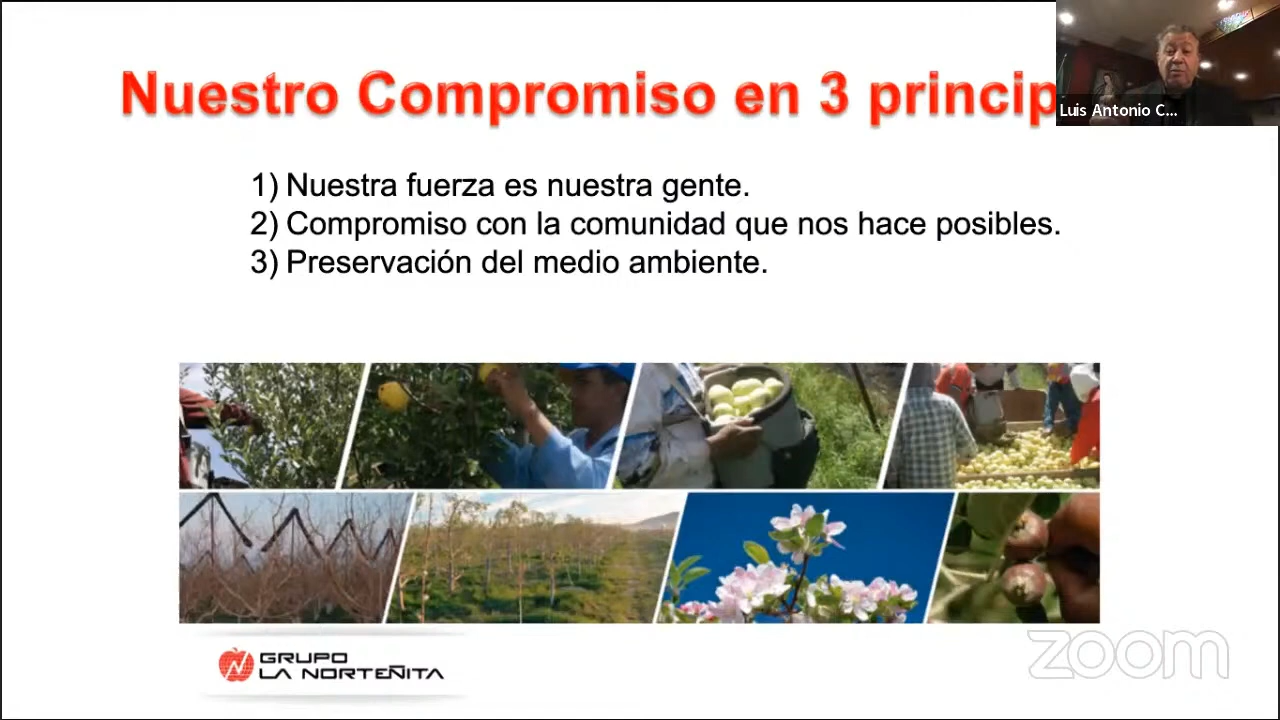 Nuestro Compromiso en 3 princip
Luis Antonio C...
1) Nuestra fuerza es nuestra gente.
2) Compromiso con la comunidad que nos hace posibles.
3) Preservación del medio ambiente.
GRUPO
LA NORTEÑITA
zoom